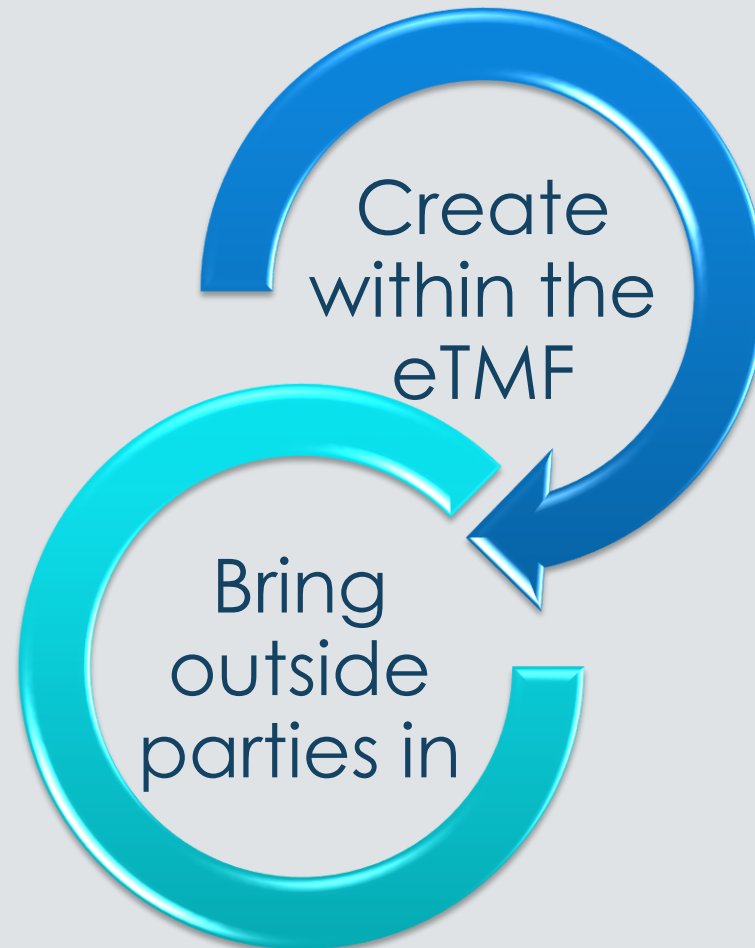 Create
within the
eTMF
Bring
outside
parties in